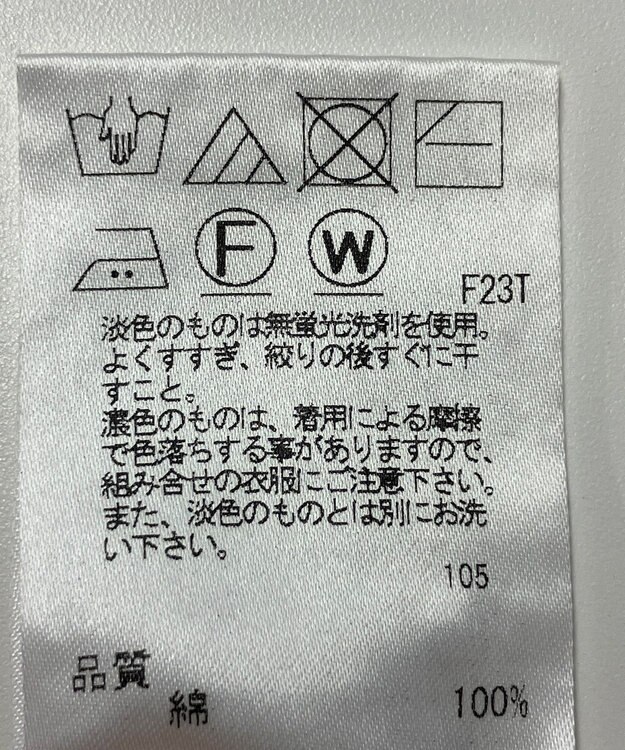 F W
F23T
淡色のものは無蛍光洗剤を使用。
よくすすぎ、絞りの後すぐに干
すこと。
濃色のものは、着用による摩擦
で色落ちする事がありますので、
組み合せの衣服にご注意下さい。
また、淡色のものとは別にお洗
い下さい。
105
品質
綿 100%